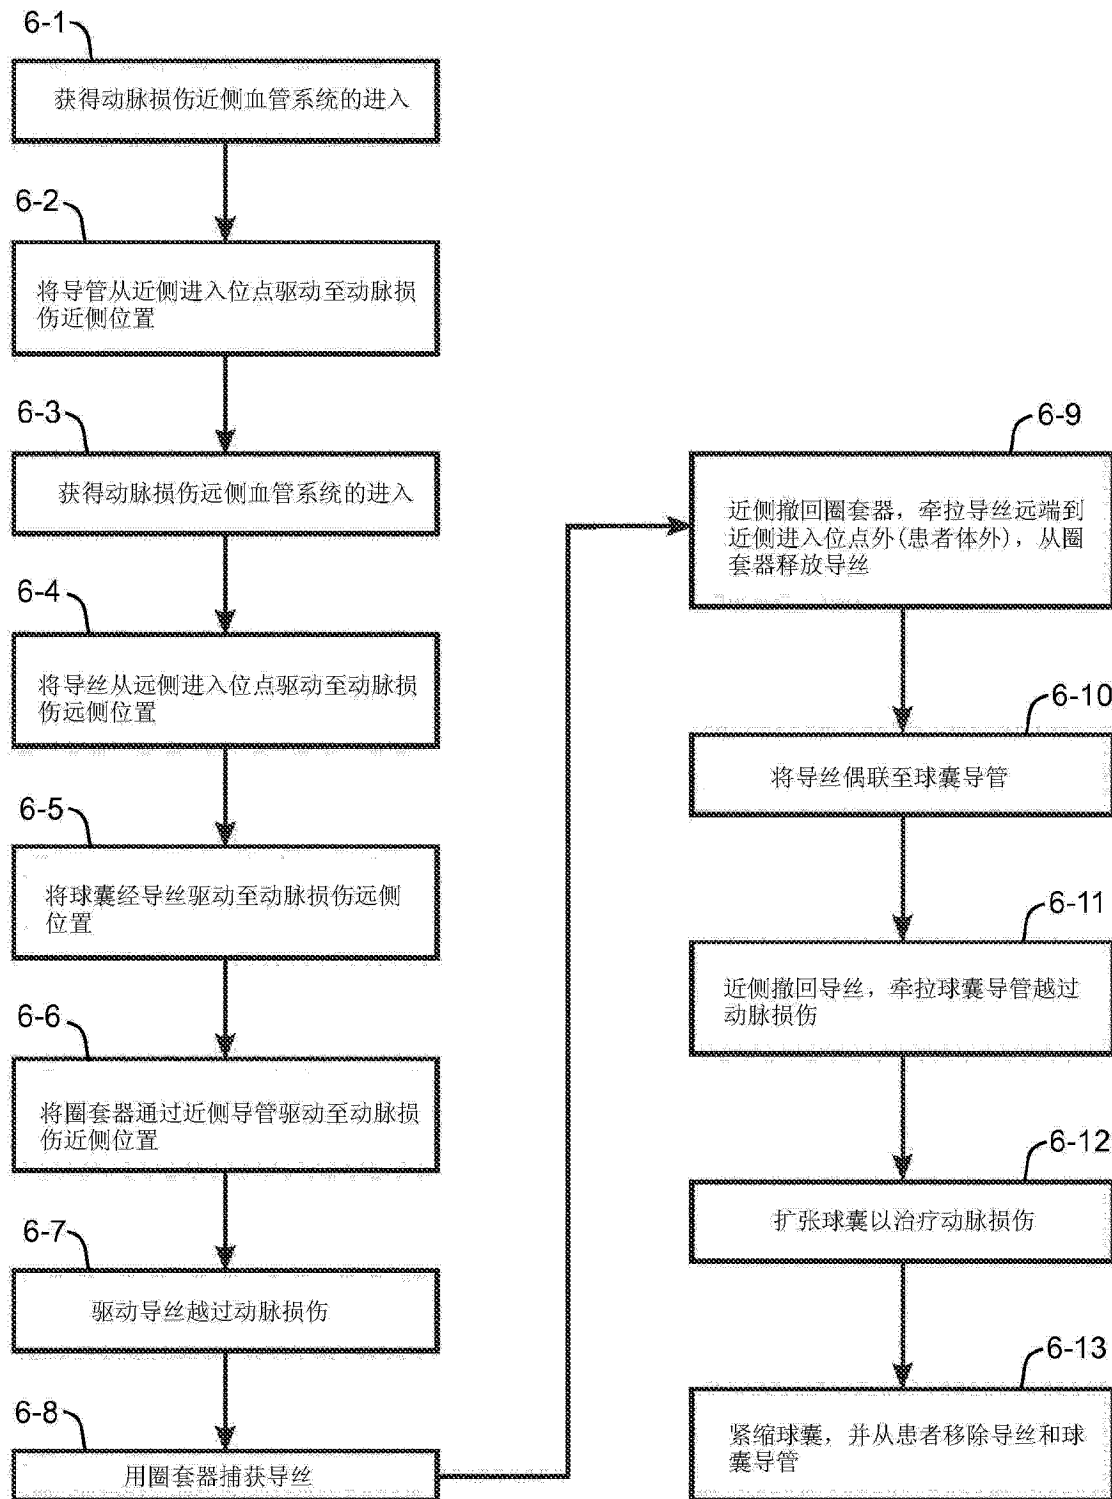 6-1
获得动脉损伤近侧血管系统的进入
6-2
将导管从近侧进入位点驱动至动脉损
伤近侧位置
6-3
获得动脉损伤远侧血管系统的进入
6-4
将导丝从远侧进入位点驱动至动脉损
伤远侧位置
6-5
将球囊经导丝驱动至动脉损伤远侧
位置
6-6
将圈套器通过近侧导管驱动至动脉损
伤近侧位置
6-7
驱动导丝越过动脉损伤
6-8
用圈套器捕获导丝
6-9
近侧撤回圈套器，牵拉导丝远端到
近侧进入位点外(患者体外)，从圈
套器释放导丝
6-10
将导丝偶联至球囊导管
6-11
近侧撤回导丝，牵拉球囊导管越过
动脉损伤
6-12
扩张球囊以治疗动脉损伤
6-13
紧缩球囊，并从患者移除导丝和球
囊导管